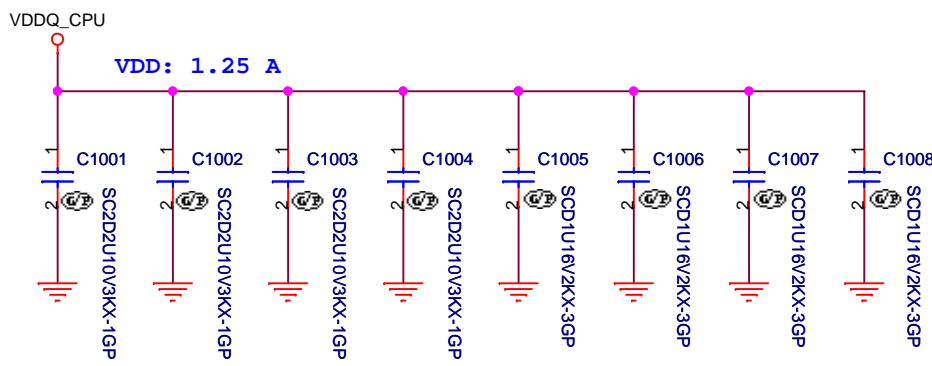 VDDQ_CPU
VDD: 1.25 A
1 C1001 2 G/P SC2D2U10V3KX-1GP
1 C1002 2 G/P SC2D2U10V3KX-1GP
1 C1003 2 G/P SC2D2U10V3KX-1GP
1 C1004 2 G/P SC2D2U10V3KX-1GP
1 C1005 2 G/P SCD1U16V2KX-3GP
1 C1006 2 G/P SCD1U16V2KX-3GP
1 C1007 2 G/P SCD1U16V2KX-3GP
1 C1008 2 G/P SCD1U16V2KX-3GP